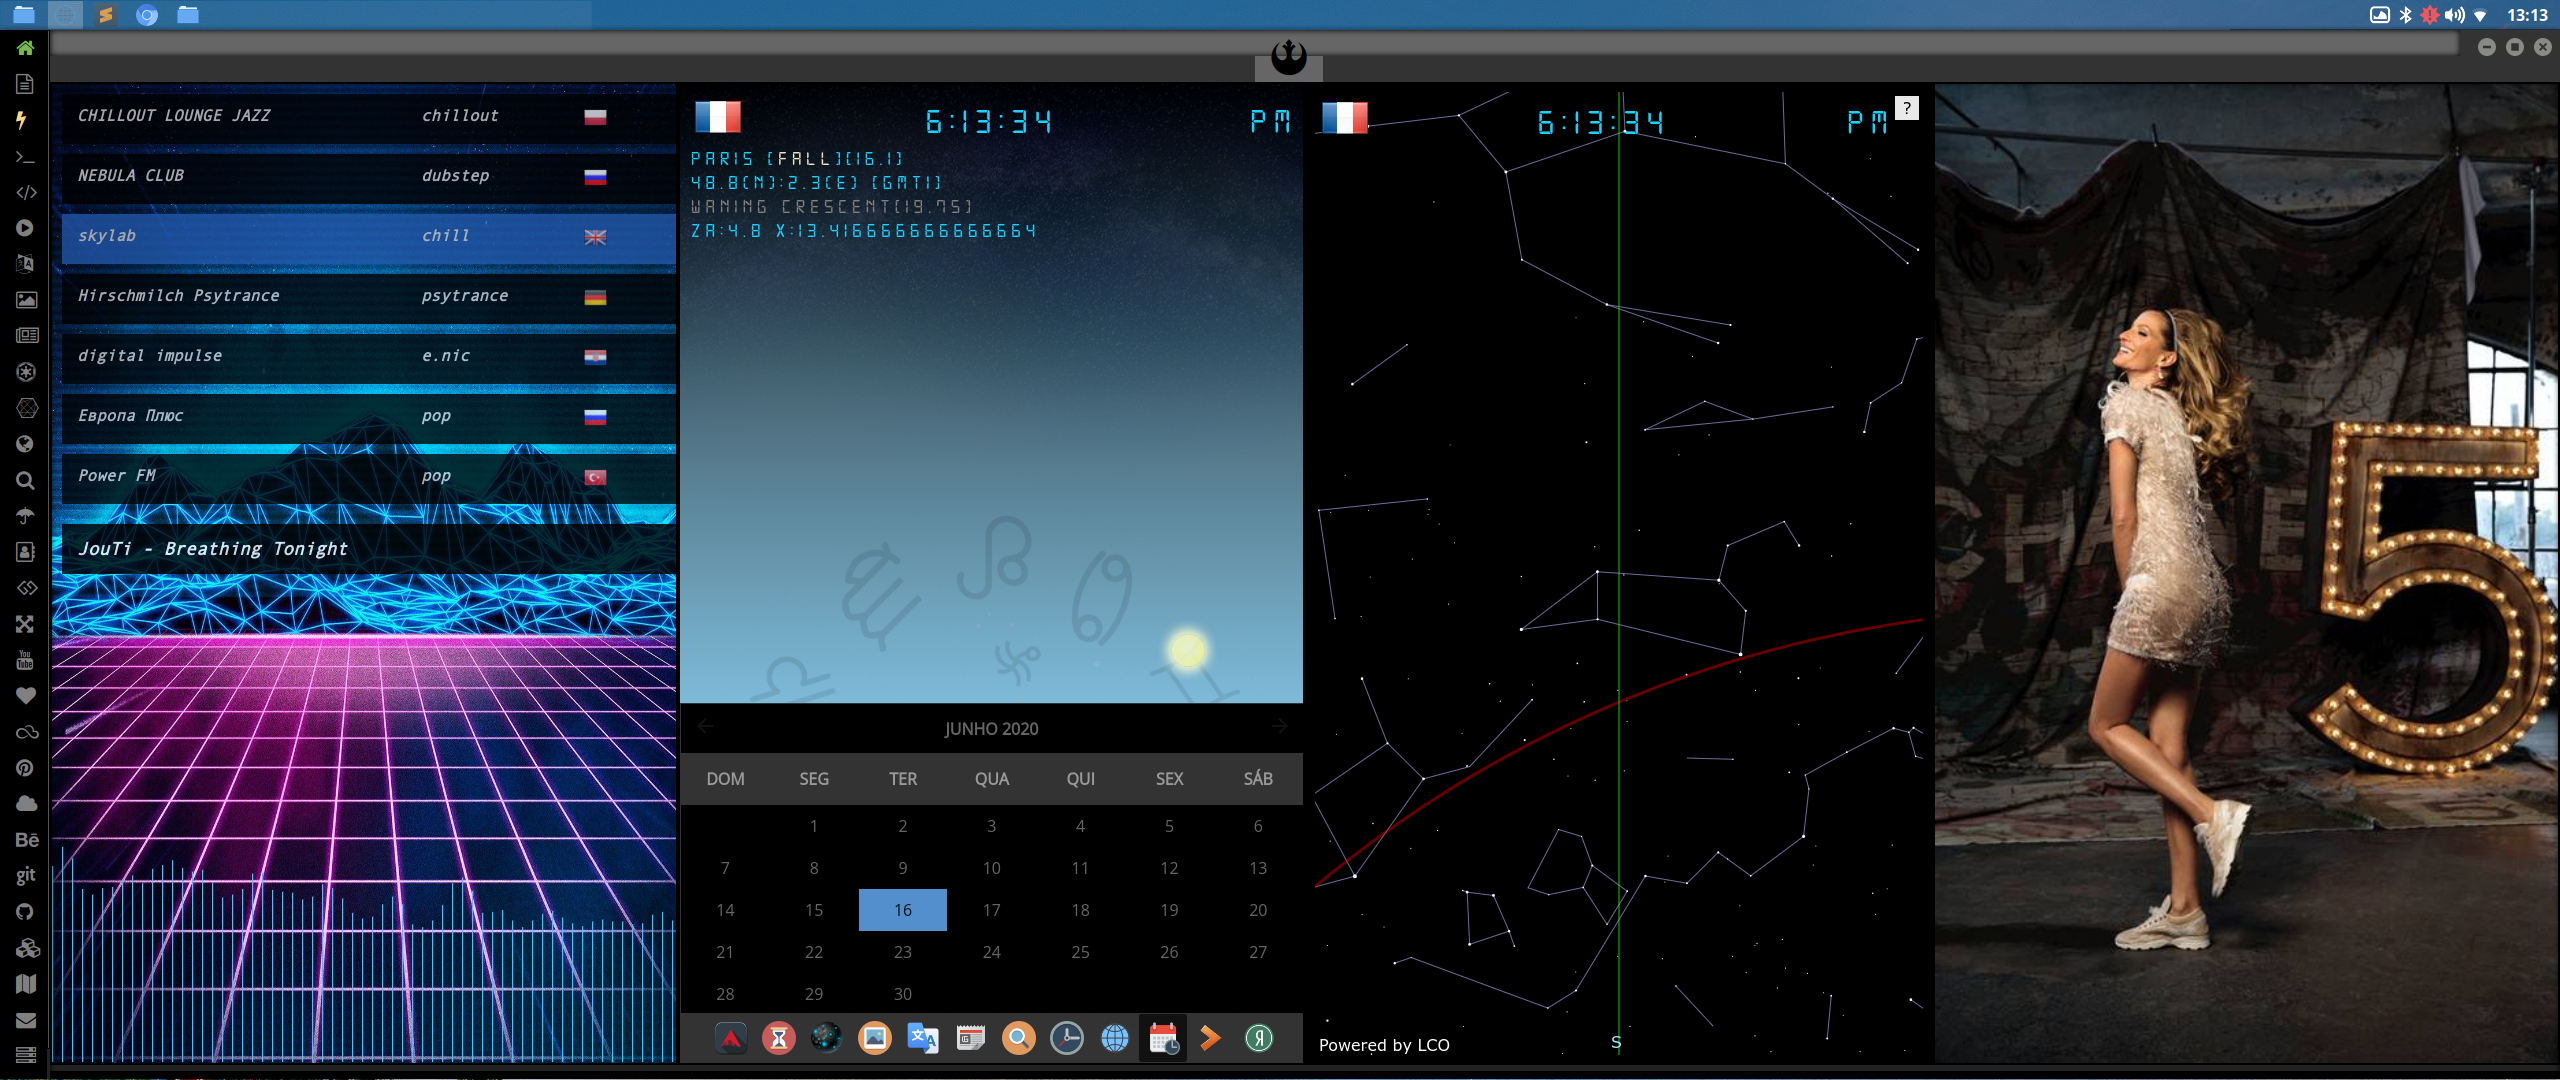 13:13
CHILLOUT LOUNGE JAZZ chillout
NEBULA CLUB dubstep
skylab chill
Hirschmilch Psytrance psytrance
digital impulse e.nic
Европа Плюс pop
Power FM pop
JouTi - Breathing Tonight
You
Tube
Bē
git
6:13:34 PM
PARIS [FALL][16.1]
48.8(N):2.3(E) [GMT1]
WANING CRESCENT[19.75]
ZA:4.8 X:13.41666666666664
JUNHO 2020
DOM SEG TER QUA QUI SEX SÁB
1 2 3 4 5 6
7 8 9 10 11 12 13
14 15 16 17 18 19 20
21 22 23 24 25 26 27
28 29 30
6:13:34 PM
?
S
Powered by LCO
5